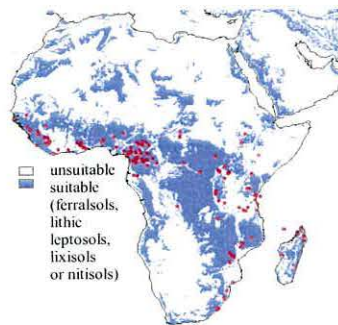 unsuitable
suitable
(ferralsols,
lithic
leptosols,
lixisols
or nitisols)